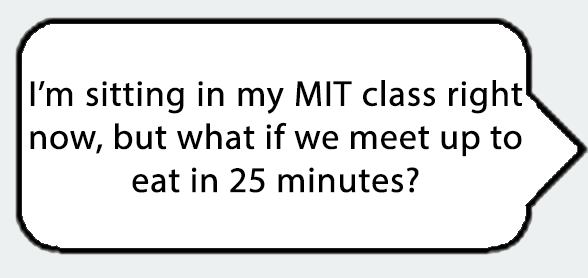 I'm sitting in my MIT class right
now, but what if we meet up to
eat in 25 minutes?